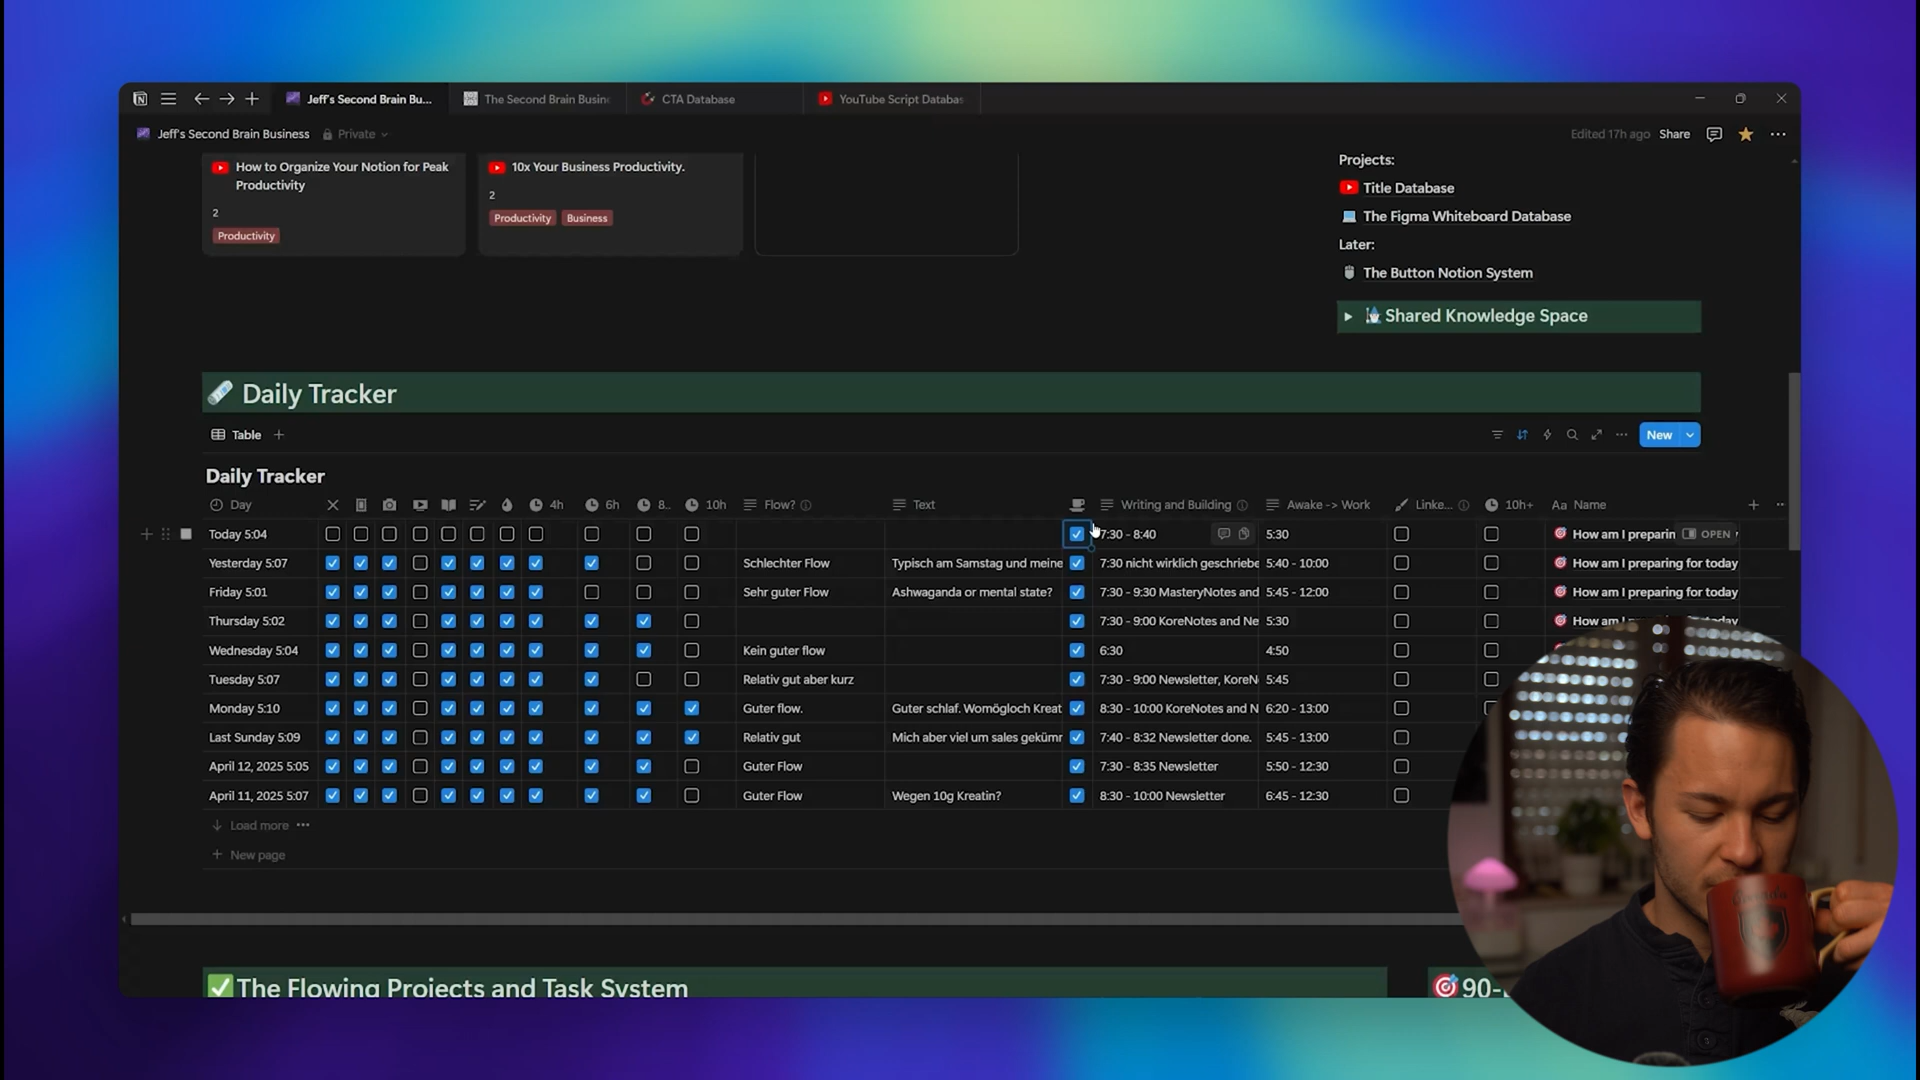 Jeff's Second Brain Bu...
The Second Brain Busin
CTA Database
YouTube Script Databas
Jeff's Second Brain Business
Private
Edited 17h ago
Share
How to Organize Your Notion for Peak
Productivity
2
Productivity
10x Your Business Productivity.
2
Productivity
Business
Projects:
Title Database
The Figma Whiteboard Database
Later:
The Button Notion System
Shared Knowledge Space
Daily Tracker
Table
New
Daily Tracker
Day 4h 6h 8.. 10h Flow? Text Writing and Building Awake -> Work Linke... 10h+ Aa Name
Today 5:04 7:30 - 8:40 5:30 How am I preparin OPEN
Yesterday 5:07 Schlechter Flow Typisch am Samstag und meine 7:30 nicht wirklich geschriebe 5:40 - 10:00 How am I preparing for today
Friday 5:01 Sehr guter Flow Ashwaganda or mental state? 7:30 - 9:30 MasteryNotes and 5:45 - 12:00 How am I preparing for today
Thursday 5:02 7:30 - 9:00 KoreNotes and Ne 5:30 How am I preparing for today
Wednesday 5:04 Kein guter flow 6:30 4:50
Tuesday 5:07 Relativ gut aber kurz 7:30 - 9:00 Newsletter, KoreN 5:45
Monday 5:10 Guter flow. Guter schlaf. Womögloch Kreat 8:30 - 10:00 KoreNotes and N 6:20 - 13:00
Last Sunday 5:09 Relativ gut Mich aber viel um sales gekümm 7:40 - 8:32 Newsletter done. 5:45 - 13:00
April 12, 2025 5:05 Guter Flow 7:30 - 8:35 Newsletter 5:50 - 12:30
April 11, 2025 5:07 Guter Flow Wegen 10g Kreatin? 8:30 - 10:00 Newsletter 6:45 - 12:30
Load more
New page
The Flowing Projects and Task System
90-